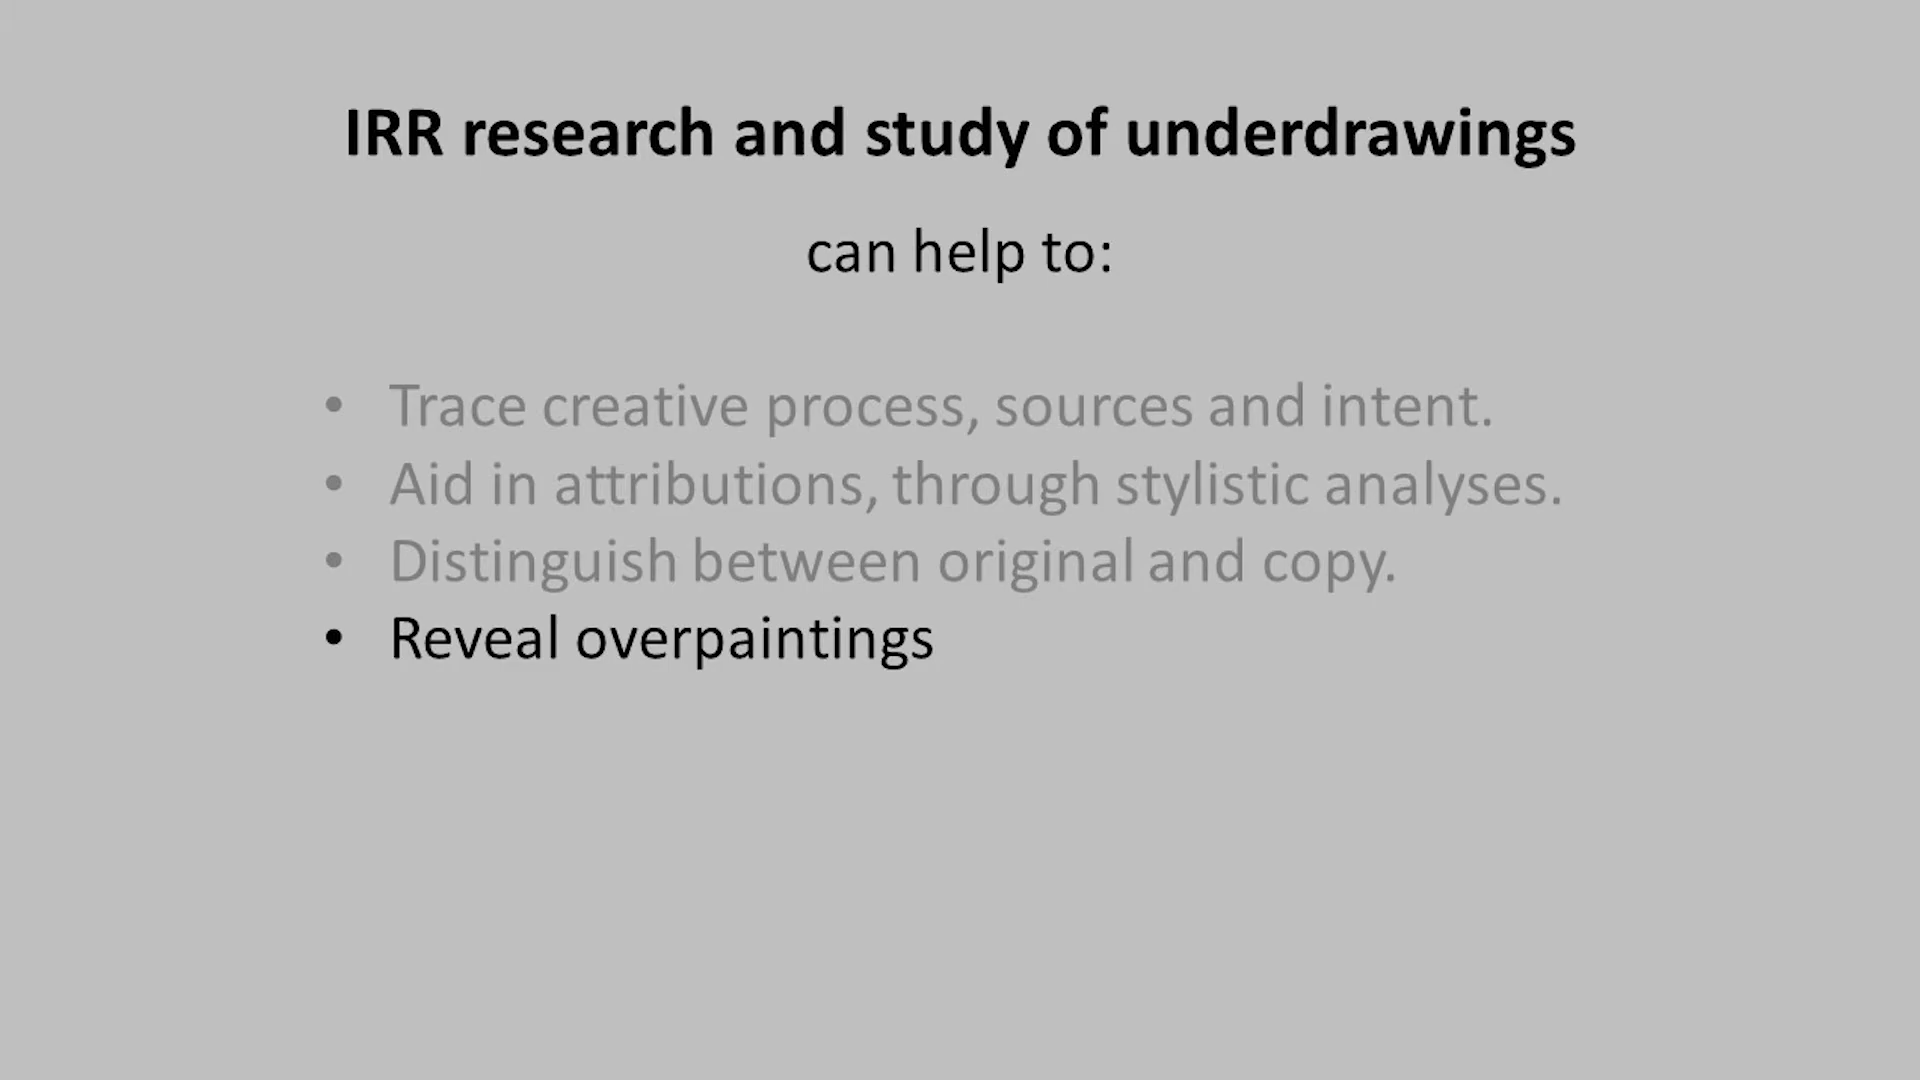 IRR research and study of underdrawings
can help to:
• Trace creative process, sources and intent.
• Aid in attributions, through stylistic analyses.
• Distinguish between original and copy.
• Reveal overpaintings